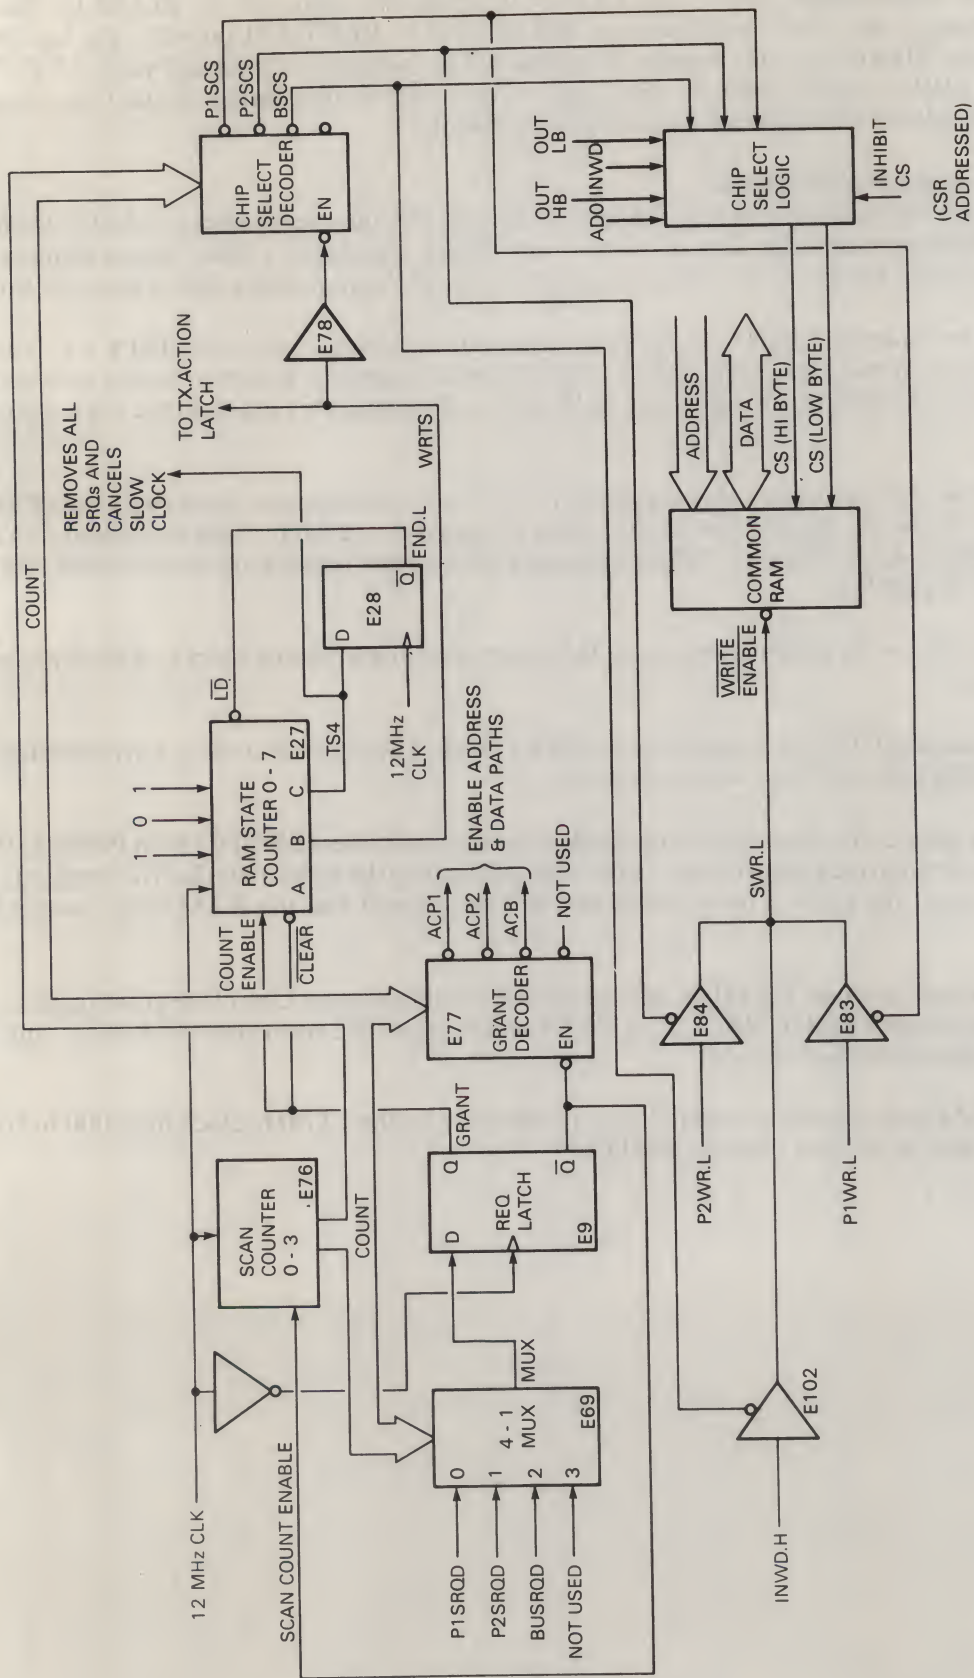 12 MHz CLK
SCAN COUNT ENABLE
P1SRQD
P2SRQD
BUSRQD
NOT USED
0
1
2
3
4 - 1
MUX
E69
MUX
SCAN
COUNTER
0 - 3
E76
COUNT
D
Q
REQ
LATCH
Q
E9
GRANT
COUNT
ENABLE
CLEAR
E77
GRANT
DECODER
EN
ACP1
ACP2
ACB
NOT USED
ENABLE ADDRESS
& DATA PATHS
1
0
1
RAM STATE
COUNTER 0 - 7
E27
A
B
C
LD
TS4
12MHz
CLK
D
E28
Q
END.L
COUNT
REMOVES ALL
SRQs AND
CANCELS
SLOW
CLOCK
TO TX.ACTION
LATCH
WRTS
E78
CHIP
SELECT
DECODER
EN
P1SCS
P2SCS
BSCS
INWD.H
E102
P2WR.L
E84
P1WR.L
E83
SWR.L
WRITE
ENABLE
COMMON
RAM
ADDRESS
DATA
CS (HI BYTE)
CS (LOW BYTE)
OUT
LB
INWD
OUT
HB
AD0
CHIP
SELECT
LOGIC
INHIBIT
CS
(CSR
ADDRESSED)